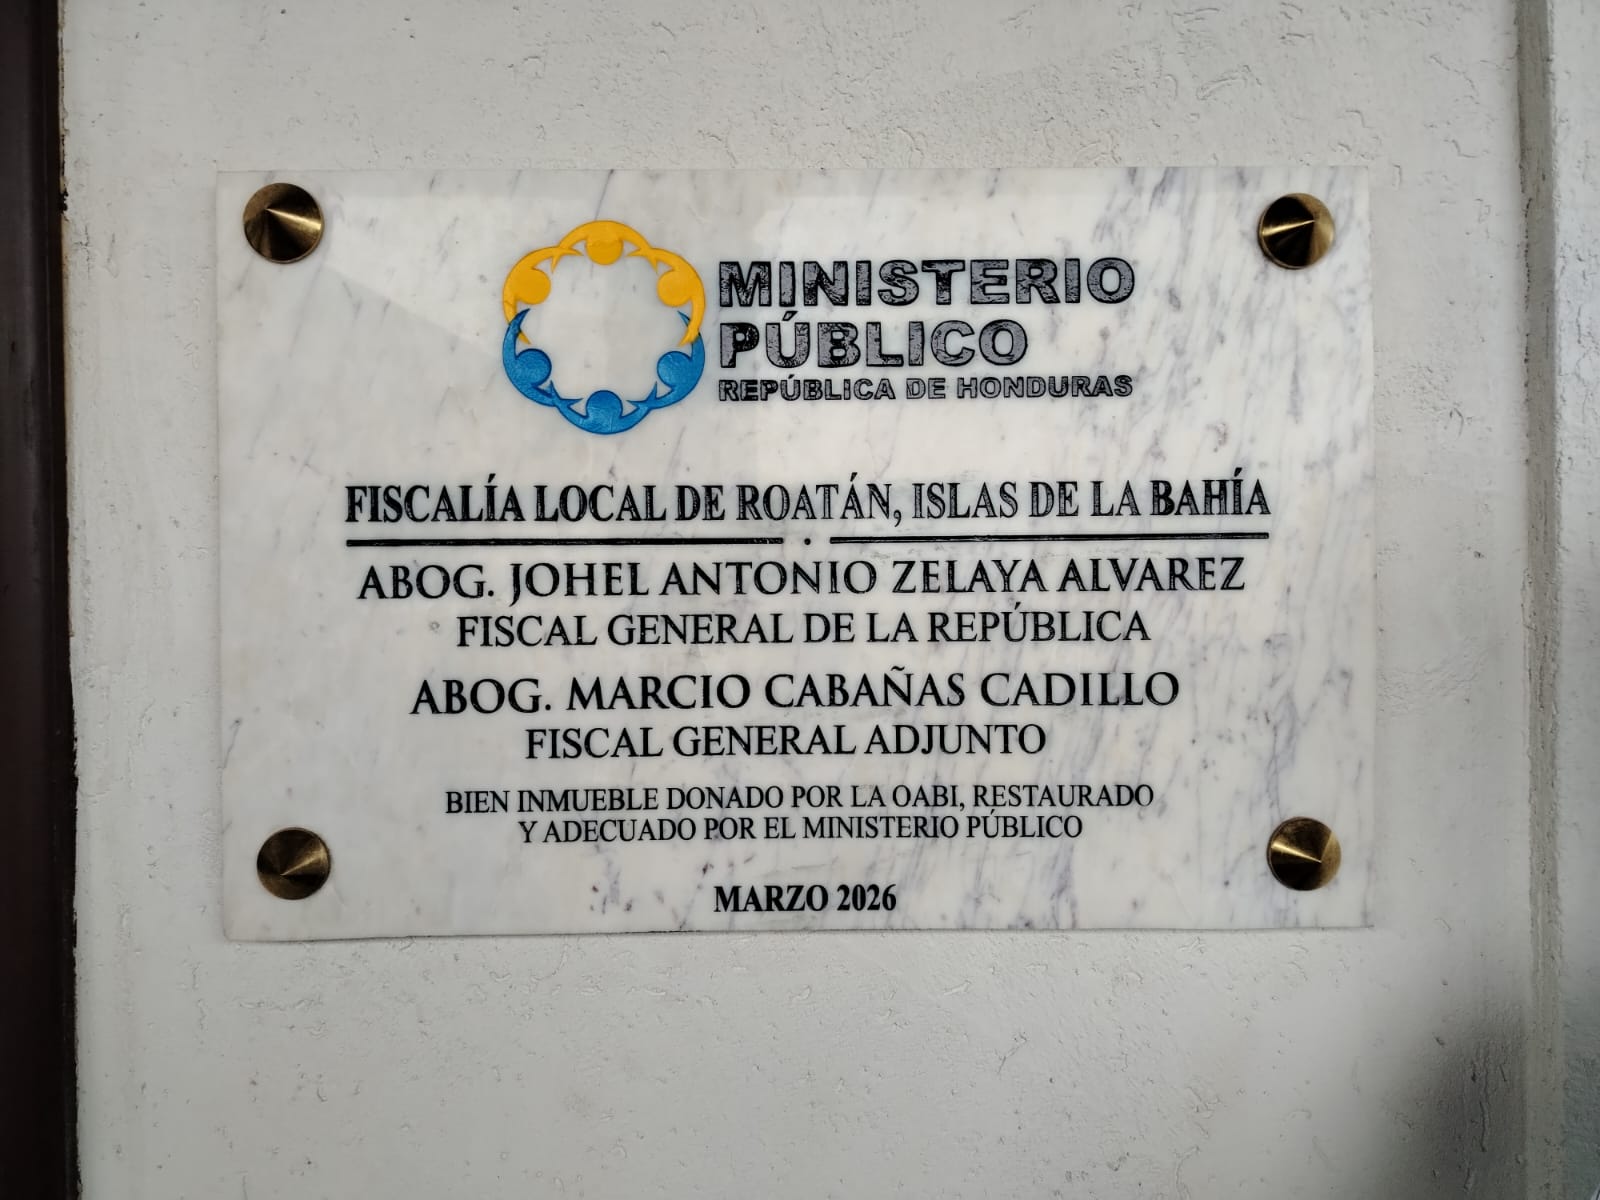 MINISTERIO
PÚBLICO
REPÚBLICA DE HONDURAS
FISCALÍA LOCAL DE ROATÁN, ISLAS DE LA BAHÍA
ABOG. JOHEL ANTONIO ZELAYA ALVAREZ
FISCAL GENERAL DE LA REPÚBLICA
ABOG. MARCIO CABAÑAS CADILLO
FISCAL GENERAL ADJUNTO
BIEN INMUEBLE DONADO POR LA OABI, RESTAURADO
Y ADECUADO POR EL MINISTERIO PÚBLICO
MARZO 2026